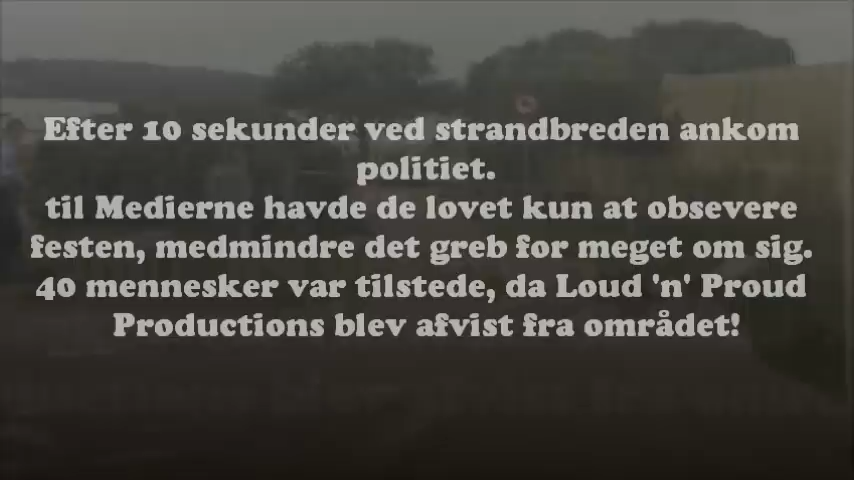 Efter 10 sekunder ved strandbreden ankom
politiet.
til Medierne havde de lovet kun at obsevere
festen, medmindre det greb for meget om sig.
40 mennesker var tilstede, da Loud 'n' Proud
Productions blev afvist fra området!